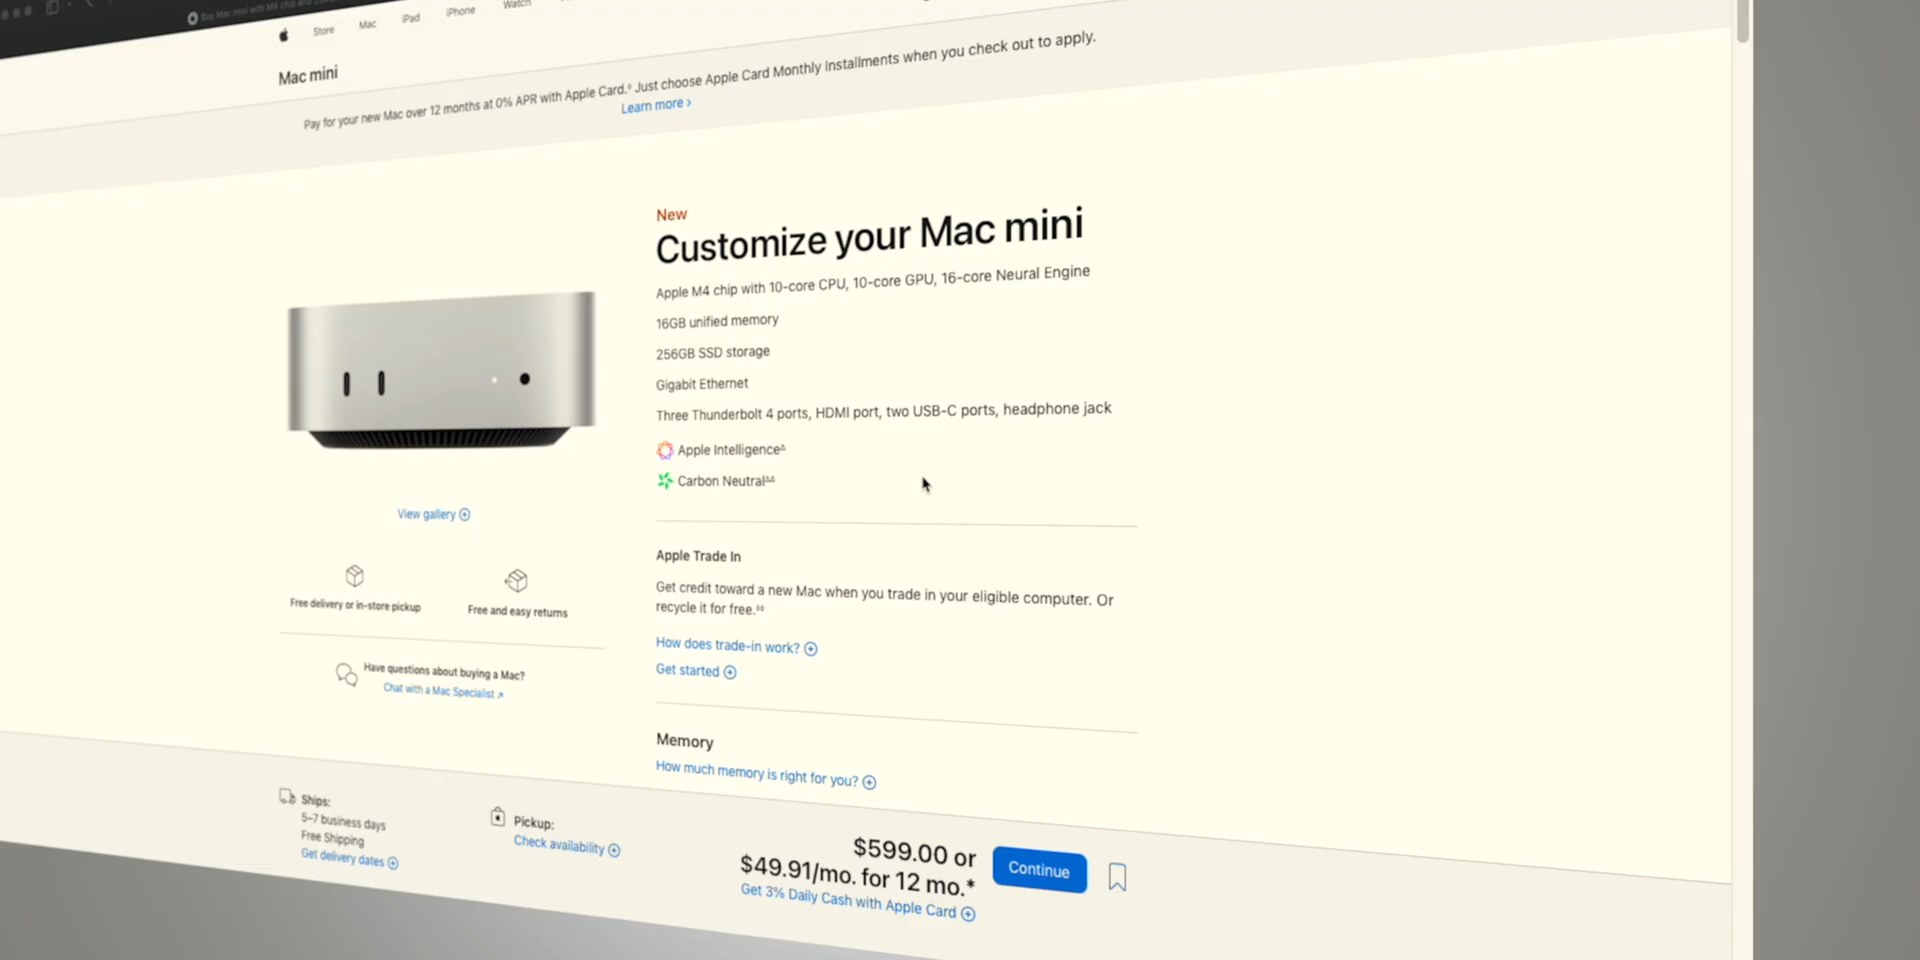 Buy Mac mini with M4 chip and
Store
Mac
iPad
iPhone
Watch
Mac mini
Pay for your new Mac over 12 months at 0% APR with Apple Card.◊ Just choose Apple Card Monthly Installments when you check out to apply.
Learn more ›
New
Customize your Mac mini
Apple M4 chip with 10-core CPU, 10-core GPU, 16-core Neural Engine
16GB unified memory
256GB SSD storage
Gigabit Ethernet
Three Thunderbolt 4 ports, HDMI port, two USB-C ports, headphone jack
Apple Intelligence∆
Carbon Neutral∆∆
View gallery
Free delivery or in-store pickup
Free and easy returns
Have questions about buying a Mac?
Chat with a Mac Specialist ↗
Apple Trade In
Get credit toward a new Mac when you trade in your eligible computer. Or
recycle it for free.◊◊
How does trade-in work?
Get started
Memory
How much memory is right for you?
Ships:
5–7 business days
Free Shipping
Get delivery dates
Pickup:
Check availability
$599.00 or
$49.91/mo. for 12 mo.*
Get 3% Daily Cash with Apple Card
Continue